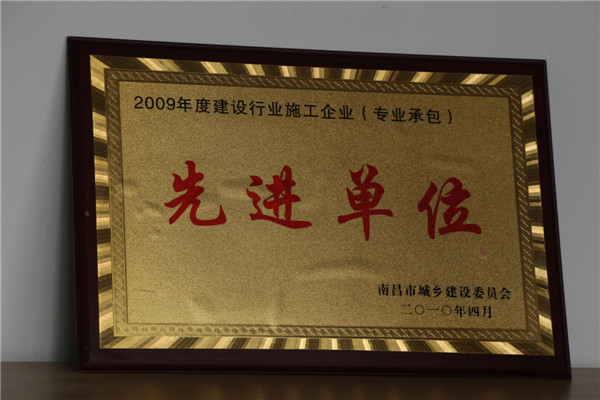 2009年度建设行业施工企业（专业承包）
先进单位
南昌市城乡建设委员会
二〇一〇年四月